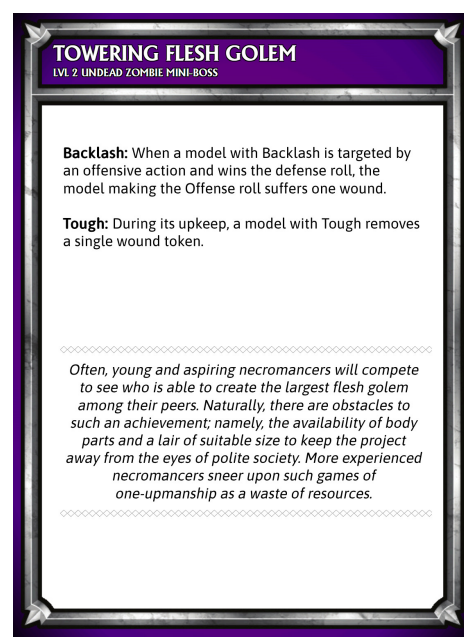 TOWERING FLESH GOLEM
LVL 2 UNDEAD ZOMBIE MINI-BOSS
Backlash: When a model with Backlash is targeted by
an offensive action and wins the defense roll, the
model making the Offense roll suffers one wound.
Tough: During its upkeep, a model with Tough removes
a single wound token.
Often, young and aspiring necromancers will compete
to see who is able to create the largest flesh golem
among their peers. Naturally, there are obstacles to
such an achievement; namely, the availability of body
parts and a lair of suitable size to keep the project
away from the eyes of polite society. More experienced
necromancers sneer upon such games of
one-upmanship as a waste of resources.